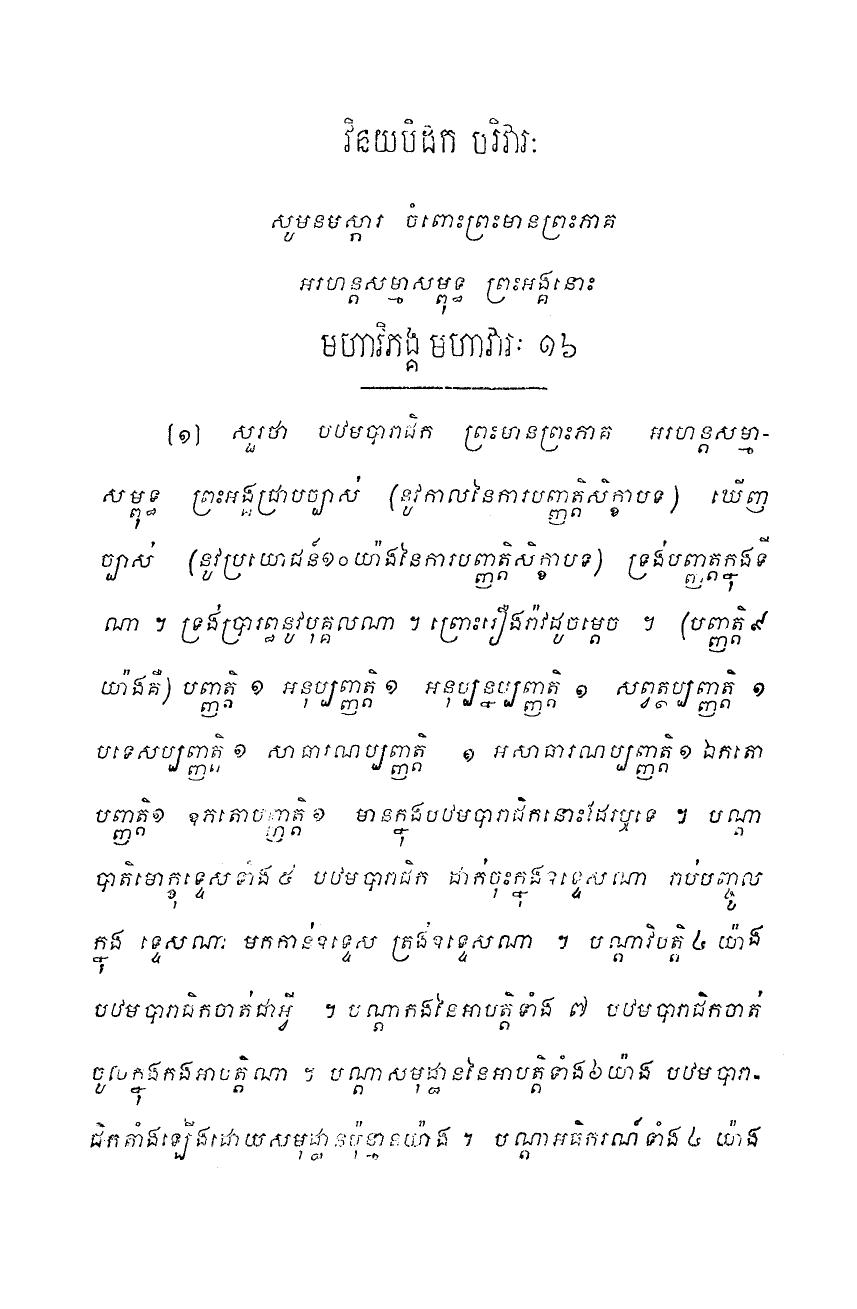 វិនយបិដក បរិវារៈ
សូមនមស្ការ ចំពោះព្រះមានព្រះភាគ
អរហន្តសម្មាសម្ពុទ្ធ ព្រះអង្គនោះ
មហាវិភង្គ មហាវារៈ ១៦
[១] សួរថា បឋមបារាជិក ព្រះមានព្រះភាគ អរហន្តសម្មា-
សម្ពុទ្ធ ព្រះអង្គជ្រាបច្បាស់ (នូវកាលនៃការបញ្ញត្តិសិក្ខាបទ) ឃើញ
ច្បាស់ (នូវប្រយោជន៍១០យ៉ាងនៃការបញ្ញត្តិសិក្ខាបទ) ទ្រង់បញ្ញត្តក្នុងទី
ណា ។ ទ្រង់ប្រារព្ធនូវបុគ្គលណា ។ ព្រោះរឿងរ៉ាវដូចម្តេច ។ (បញ្ញត្តិ ៩
យ៉ាងគឺ) បញ្ញត្តិ ១ អនុប្បញ្ញត្តិ ១ អនុប្បន្នប្បញ្ញត្តិ ១ សព្វត្ថប្បញ្ញត្តិ ១
បទេសប្បញ្ញត្តិ ១ សាធារណប្បញ្ញត្តិ ១ អសាធារណប្បញ្ញត្តិ ១ ឯកតោ
បញ្ញត្តិ១ ឧភតោបញ្ញត្តិ ១ មានក្នុងបឋមបារាជិកនោះដែរឬទេ ។ បណ្តា
បាតិមោក្ខុទ្ទេសទាំង ៥ បឋមបារាជិក ដាក់ចុះក្នុងឧទ្ទេសណា រាប់បញ្ចូល
ក្នុង ទ្ទេសណា មកកាន់ឧទ្ទេស ត្រង់ឧទ្ទេសណា ។ បណ្តាវិបត្តិ ៤ យ៉ាង
បឋមបារាជិកចាត់ជាអ្វី ។ បណ្តាកងនៃអាបត្តិទាំង ៧ បឋមបារាជិកចាត់
ចូលក្នុងកងអាបត្តិណា ។ បណ្តាសមុដ្ឋាននៃអាបត្តិទាំង៦យ៉ាង បឋមបារា-
ជិកតាំងឡើងដោយសមុដ្ឋានប៉ុន្មានយ៉ាង ។ បណ្តាអធិករណ៍ទាំង ៤ យ៉ាង